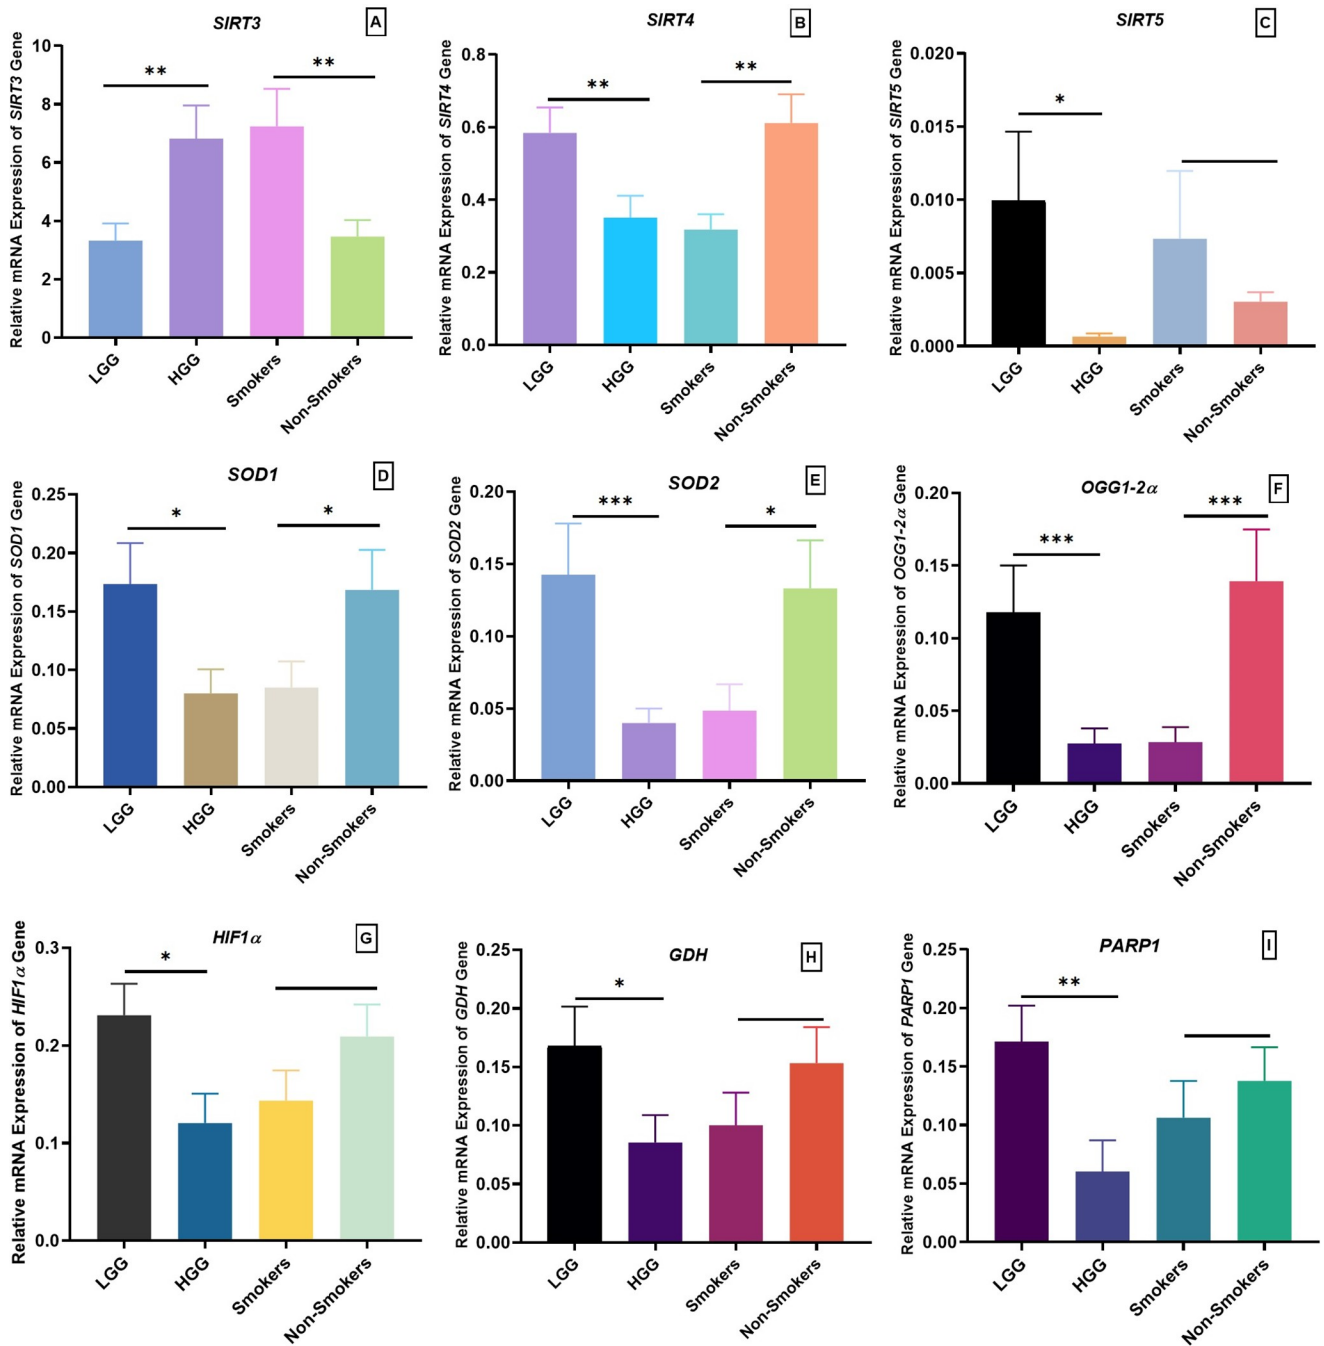 SIRT3
A
Relative mRNA Expression of SIRT3 Gene
10
8
6
4
2
0
**
**
LGG
HGG
Smokers
Non-Smokers
SIRT4
B
Relative mRNA Expression of SIRT4 Gene
0.8
0.6
0.4
0.2
0.0
**
**
LGG
HGG
Smokers
Non-Smokers
SIRT5
C
Relative mRNA Expression of SIRT5 Gene
0.020
0.015
0.010
0.005
0.000
*
LGG
HGG
Smokers
Non-Smokers
SOD1
D
Relative mRNA Expression of SOD1 Gene
0.25
0.20
0.15
0.10
0.05
0.00
*
*
LGG
HGG
Smokers
Non-Smokers
SOD2
E
Relative mRNA Expression of SOD2 Gene
0.20
0.15
0.10
0.05
0.00
***
*
LGG
HGG
Smokers
Non-Smokers
OGG1-2α
F
Relative mRNA Expression of OGG1-2α Gene
0.20
0.15
0.10
0.05
0.00
***
***
LGG
HGG
Smokers
Non-Smokers
HIF1α
G
Relative mRNA Expression of HIF1α Gene
0.3
0.2
0.1
0.0
*
LGG
HGG
Smokers
Non-Smokers
GDH
H
Relative mRNA Expression of GDH Gene
0.25
0.20
0.15
0.10
0.05
0.00
*
LGG
HGG
Smokers
Non-Smokers
PARP1
I
Relative mRNA Expression of PARP1 Gene
0.25
0.20
0.15
0.10
0.05
0.00
**
LGG
HGG
Smokers
Non-Smokers